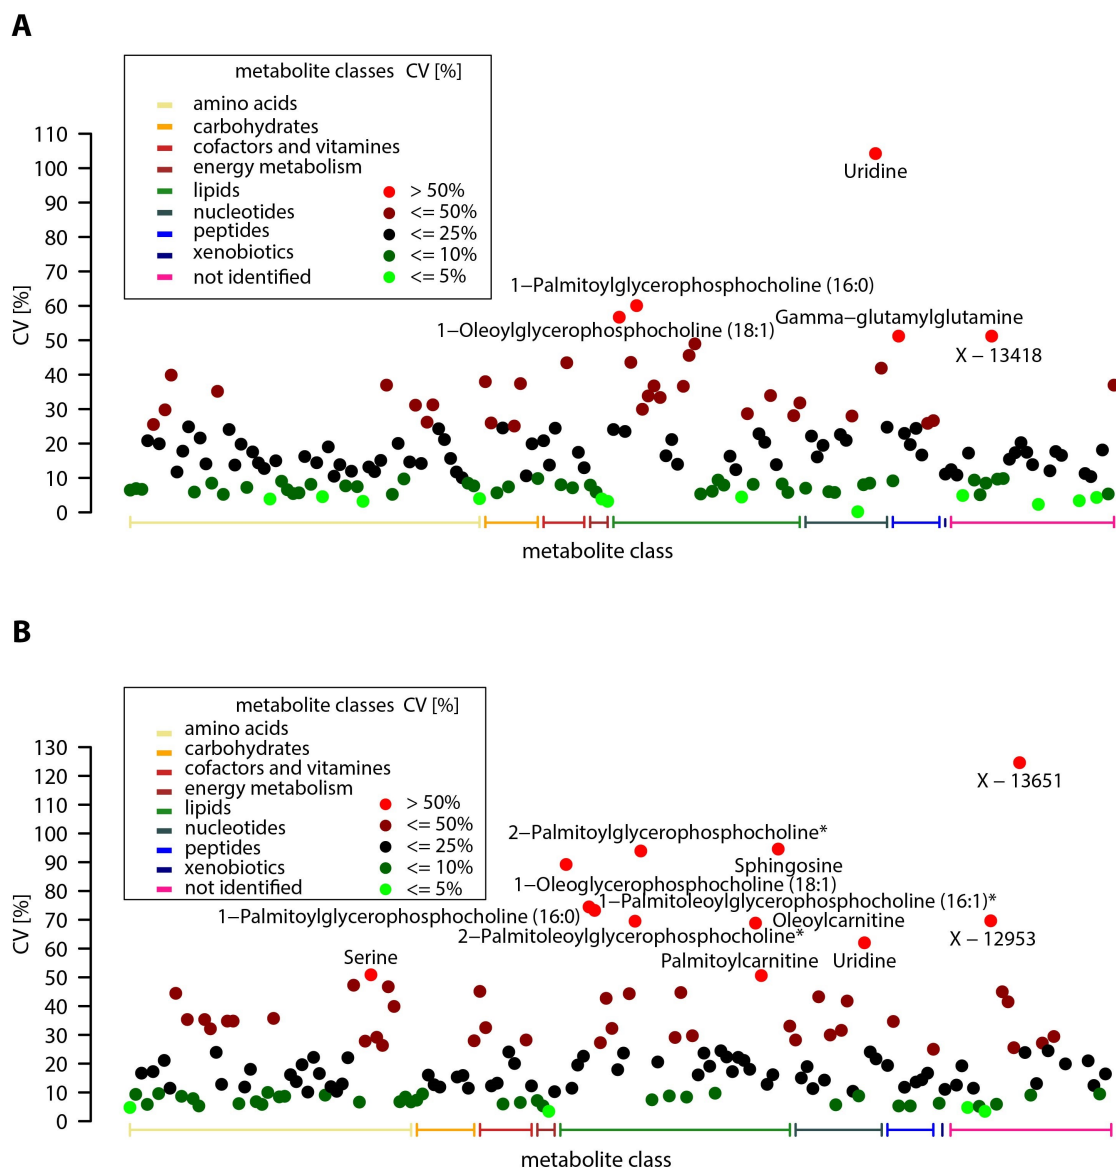 A
metabolite classes CV [%]
amino acids
carbohydrates
cofactors and vitamines
energy metabolism
lipids > 50%
nucleotides <= 50%
peptides <= 25%
xenobiotics <= 10%
not identified <= 5%
110
100
90
80
70
60
50
40
30
20
10
0
CV [%]
Uridine
1−Palmitoylglycerophosphocholine (16:0)
Gamma−glutamylglutamine
1−Oleoylglycerophosphocholine (18:1)
X − 13418
metabolite class
B
metabolite classes CV [%]
amino acids
carbohydrates
cofactors and vitamines
energy metabolism
lipids > 50%
nucleotides <= 50%
peptides <= 25%
xenobiotics <= 10%
not identified <= 5%
130
120
110
100
90
80
70
60
50
40
30
20
10
0
CV [%]
X − 13651
2−Palmitoylglycerophosphocholine*
Sphingosine
1−Oleoglycerophosphocholine (18:1)
1−Palmitoleoylglycerophosphocholine (16:1)*
1−Palmitoylglycerophosphocholine (16:0)
Oleoylcarnitine
2−Palmitoleoylglycerophosphocholine*
X − 12953
Serine
Palmitoylcarnitine
Uridine
metabolite class